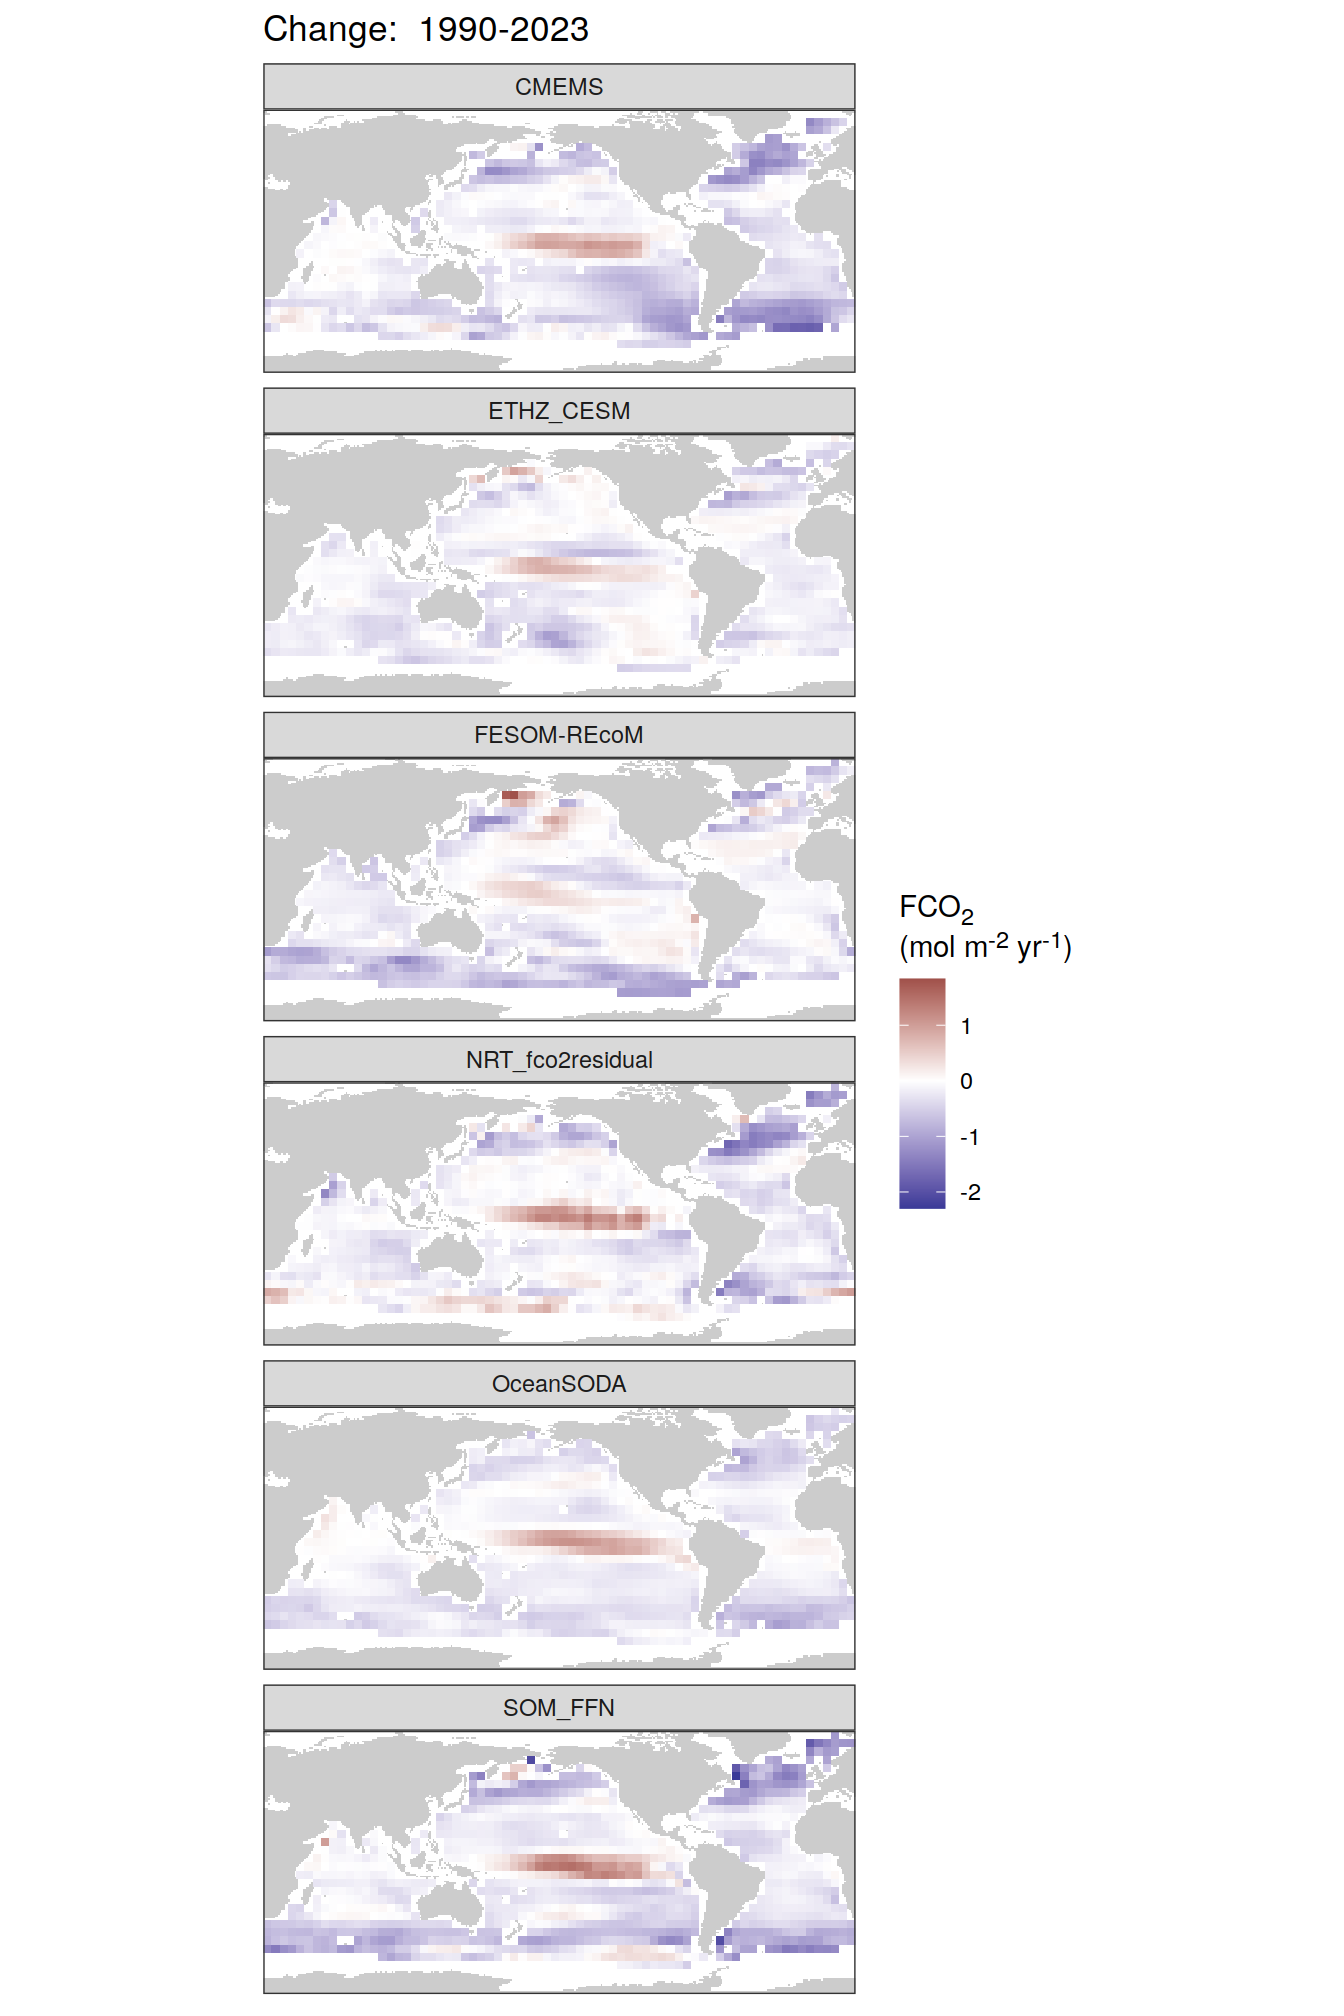 Change:  1990-2023
CMEMS
ETHZ_CESM
FESOM-REcoM
NRT_fco2residual
OceanSODA
SOM_FFN
FCO₂
(mol m⁻² yr⁻¹)
1
0
-1
-2